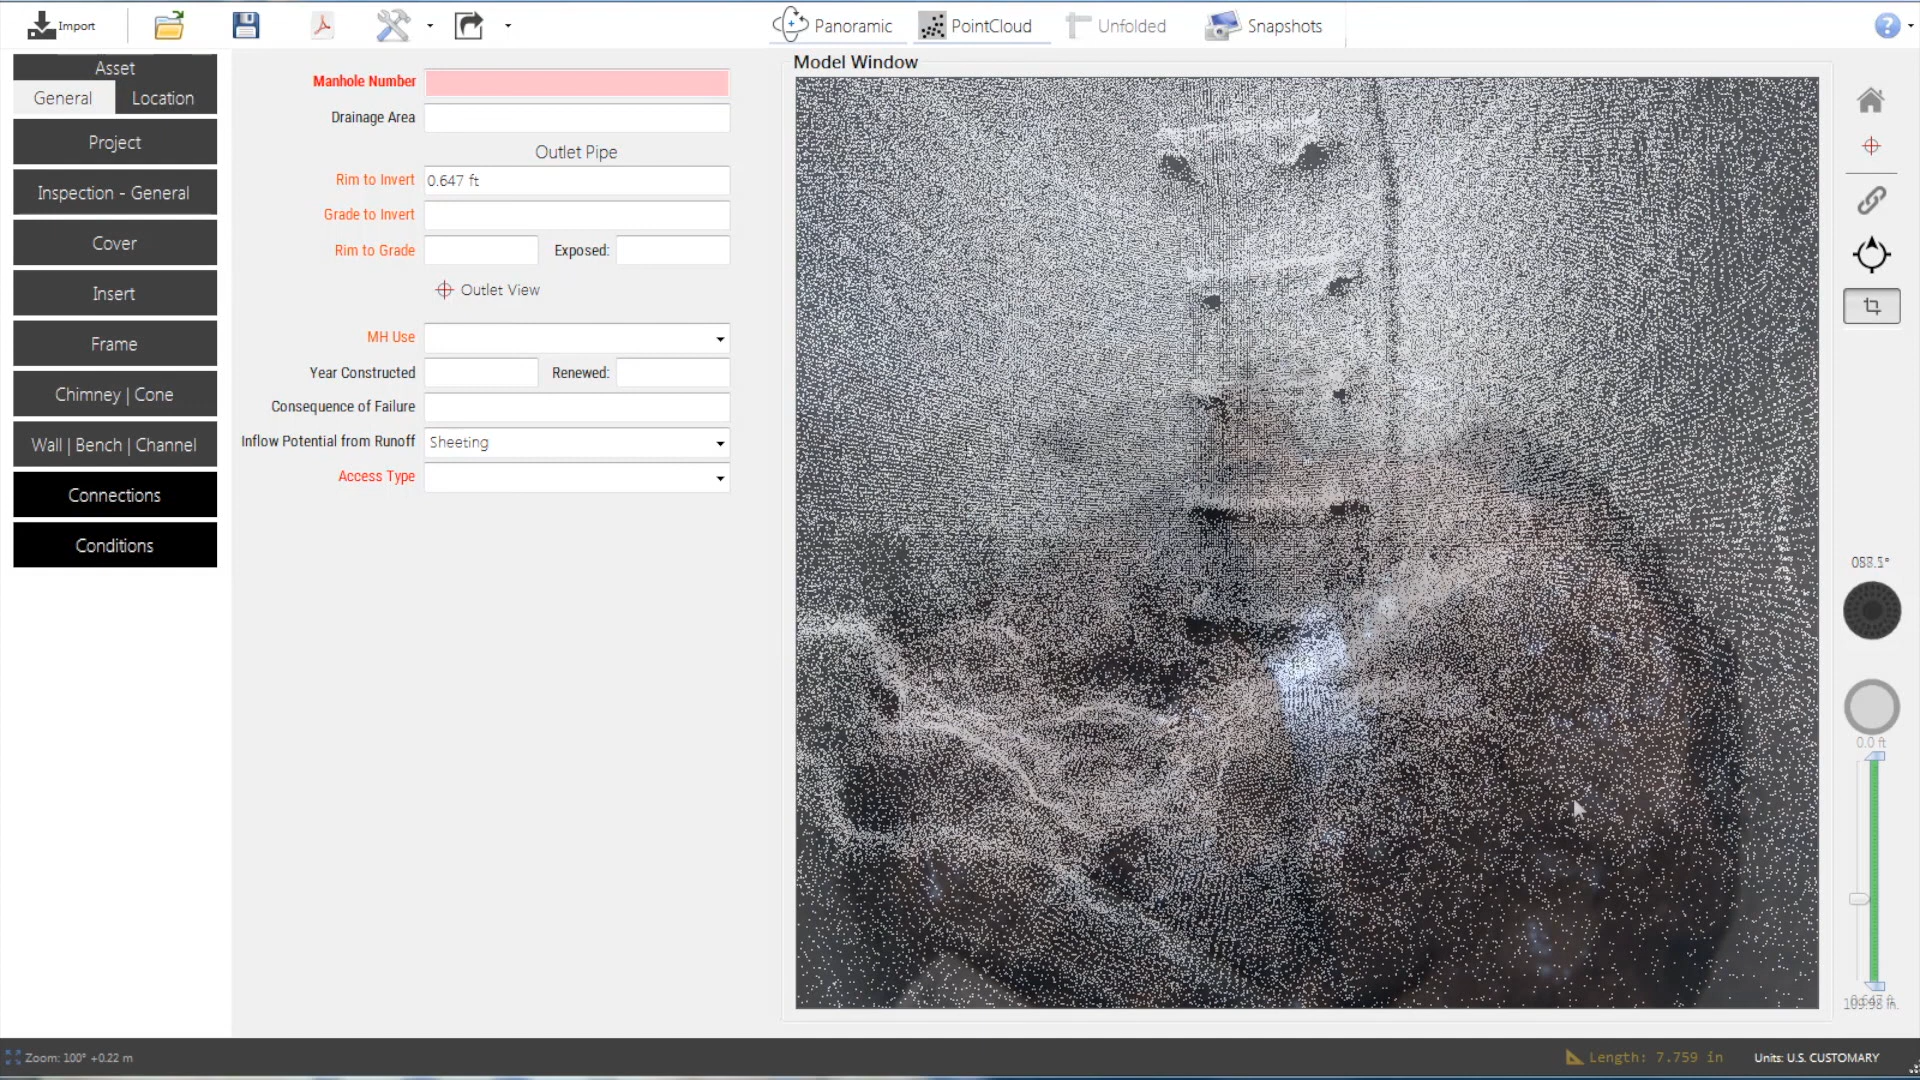 Import
Panoramic
PointCloud
Unfolded
Snapshots
?
Asset
General
Location
Project
Inspection - General
Cover
Insert
Frame
Chimney | Cone
Wall | Bench | Channel
Connections
Conditions
Manhole Number
Drainage Area
Outlet Pipe
Rim to Invert 0.647 ft
Grade to Invert
Rim to Grade Exposed:
Outlet View
MH Use
Year Constructed Renewed:
Consequence of Failure
Inflow Potential from Runoff Sheeting
Access Type
Model Window
0.0 ft
Zoom: 100° +0.22 m
Length: 7.759 in
Units: U.S. CUSTOMARY